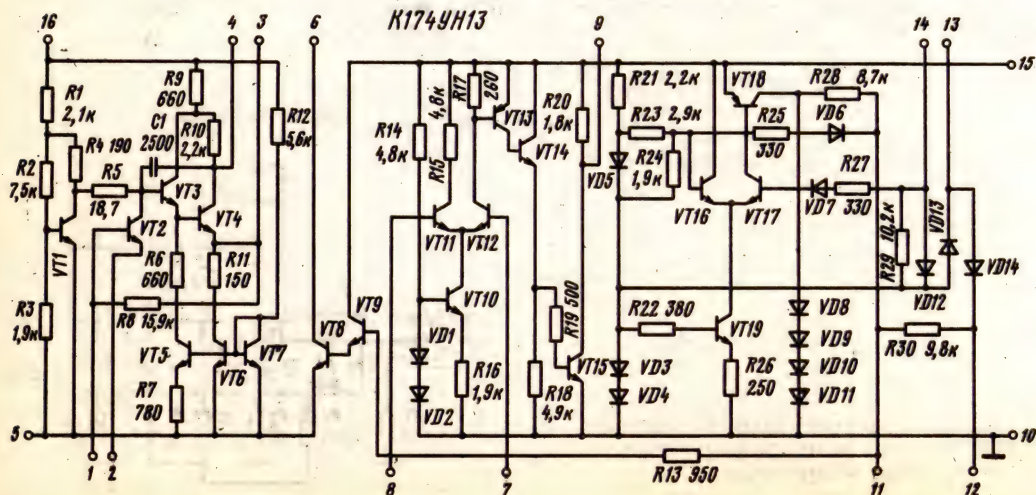 К174УН13
16
4
3
6
9
14
13
15
R1
2,1к
R2
7,5к
R3
1,9к
R4 190
R5
18,7
R9
660
C1
2500
R10
2,2к
R12
5,6к
VT1
VT2
VT3
VT4
R6
660
R11
150
R8 15,9к
VT5
VT6
VT7
R7
780
VT8
VT9
R14
4,8к
4,8к
R15
R17
260
VT13
VT14
R20
1,8к
VT11
VT12
VT10
VD1
VD2
R16
1,9к
R19 500
VT15
R18
4,9к
R21 2,2к
R23 2,9к
R24
1,9к
VD5
VT16
VT17
VT18
R25
330
VD6
R28 8,7к
R27
330
VD7
R29 10,2к
VD13
VD14
VD12
R22 380
VT19
R26
250
VD3
VD4
VD8
VD9
VD10
VD11
R30 9,8к
R13 950
5
1
2
8
7
11
12
10